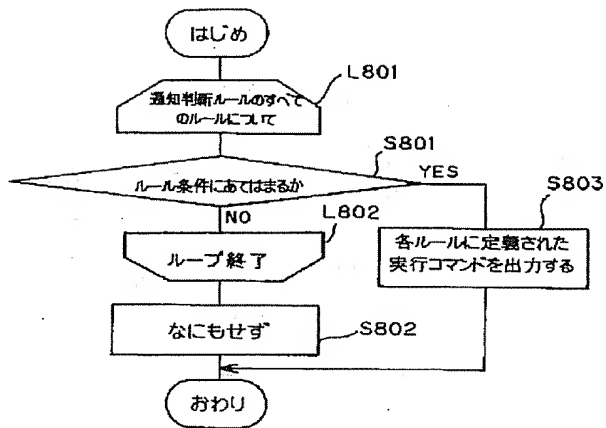 はじめ
L801
通知判断ルールのすべて
のルールについて
S801
ルール条件にあてはまるか
YES
NO
S803
各ルールに定義された
実行コマンドを出力する
L802
ループ終了
なにもせず
S802
おわり